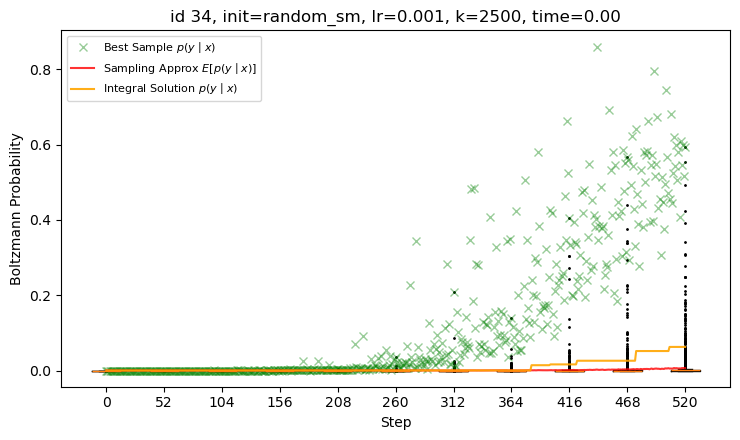 id 34, init=random_sm, lr=0.001, k=2500, time=0.00
Best Sample p(y | x)
Sampling Approx E[p(y | x)]
Integral Solution p(y | x)
Boltzmann Probability
0.8
0.6
0.4
0.2
0.0
0 52 104 156 208 260 312 364 416 468 520
Step